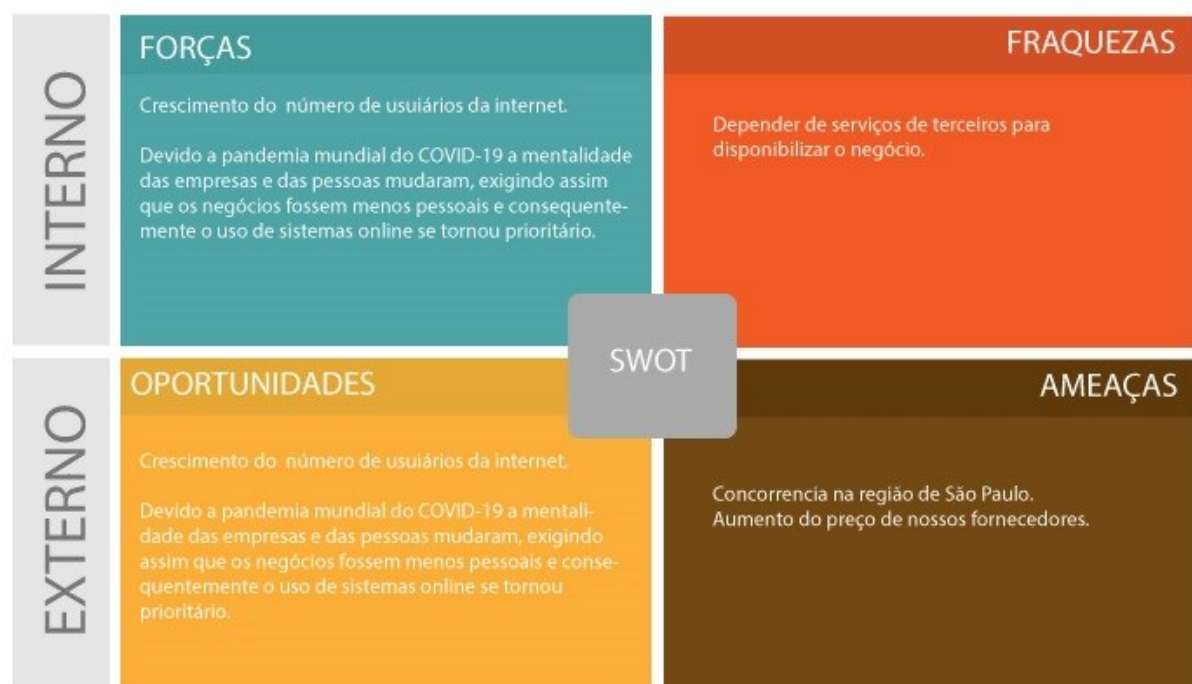 INTERNO
FORÇAS
Crescimento do número de usuiários da internet.
Devido a pandemia mundial do COVID-19 a mentalidade
das empresas e das pessoas mudaram, exigindo assim
que os negócios fossem menos pessoais e consequente-
mente o uso de sistemas online se tornou prioritário.
FRAQUEZAS
Depender de serviços de terceiros para
disponibilizar o negócio.
SWOT
EXTERNO
OPORTUNIDADES
Crescimento do número de usuiários da internet.
Devido a pandemia mundial do COVID-19 a mentali-
dade das empresas e das pessoas mudaram, exigindo
assim que os negócios fossem menos pessoais e conse-
quentemente o uso de sistemas online se tornou
prioritário.
AMEAÇAS
Concorrencia na região de São Paulo.
Aumento do preço de nossos fornecedores.